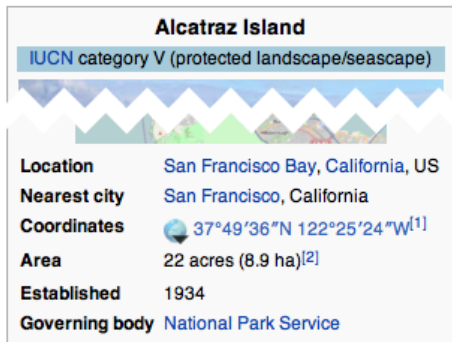 Alcatraz Island
IUCN category V (protected landscape/seascape)
Location San Francisco Bay, California, US
Nearest city San Francisco, California
Coordinates 37°49′36″N 122°25′24″W[1]
Area 22 acres (8.9 ha)[2]
Established 1934
Governing body National Park Service